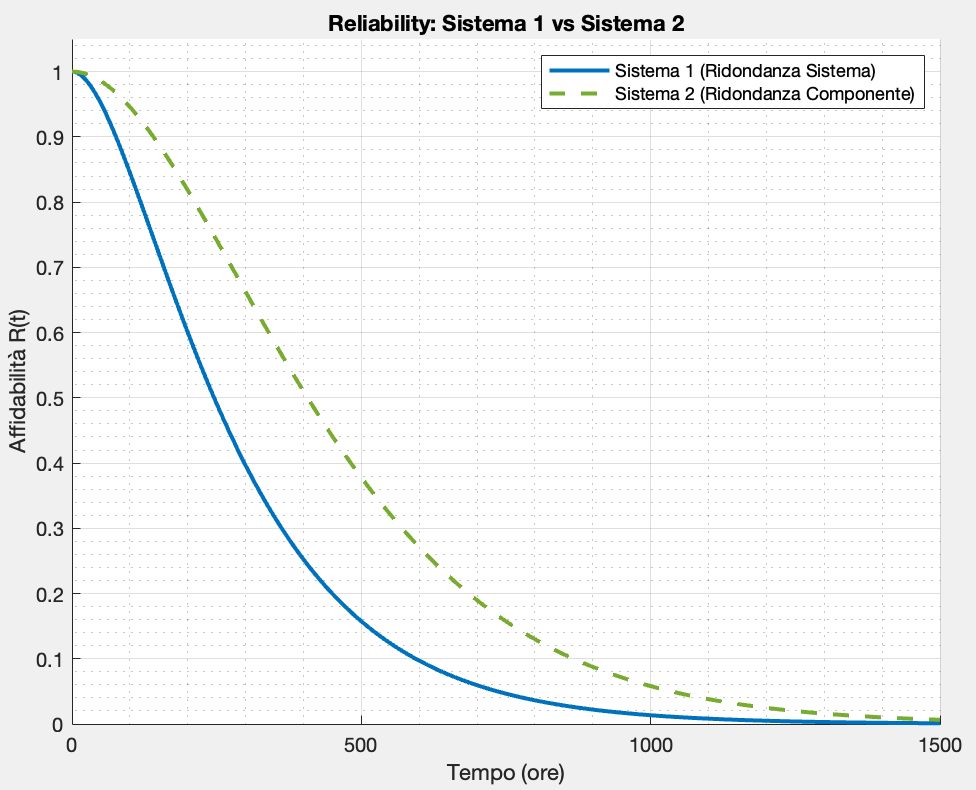 Reliability: Sistema 1 vs Sistema 2
Sistema 1 (Ridondanza Sistema)
Sistema 2 (Ridondanza Componente)
Affidabilità R(t)
1
0.9
0.8
0.7
0.6
0.5
0.4
0.3
0.2
0.1
0
0 500 1000 1500
Tempo (ore)